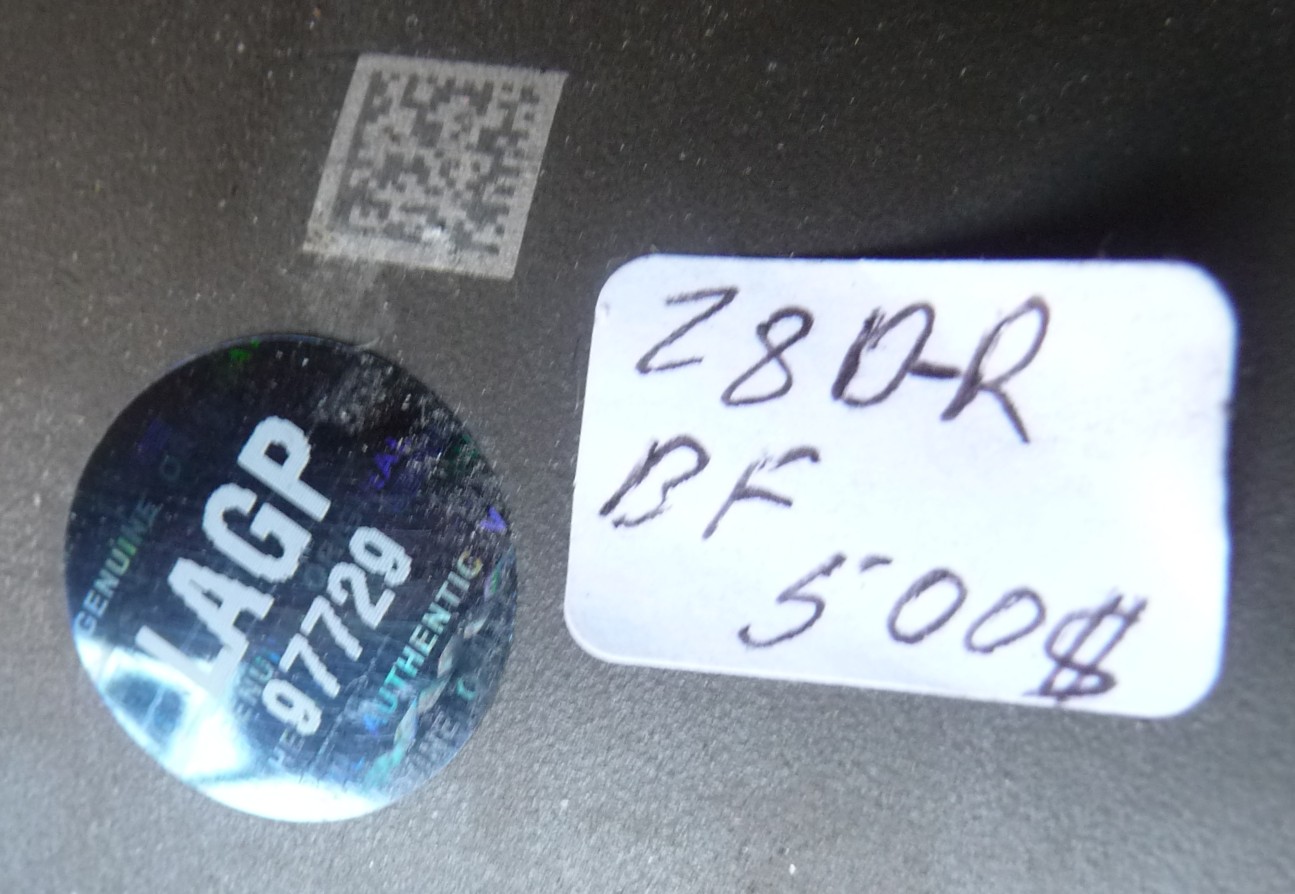 Z8D-R
BF
500$
LAGP
97729
GENUINE
AUTHENTIC